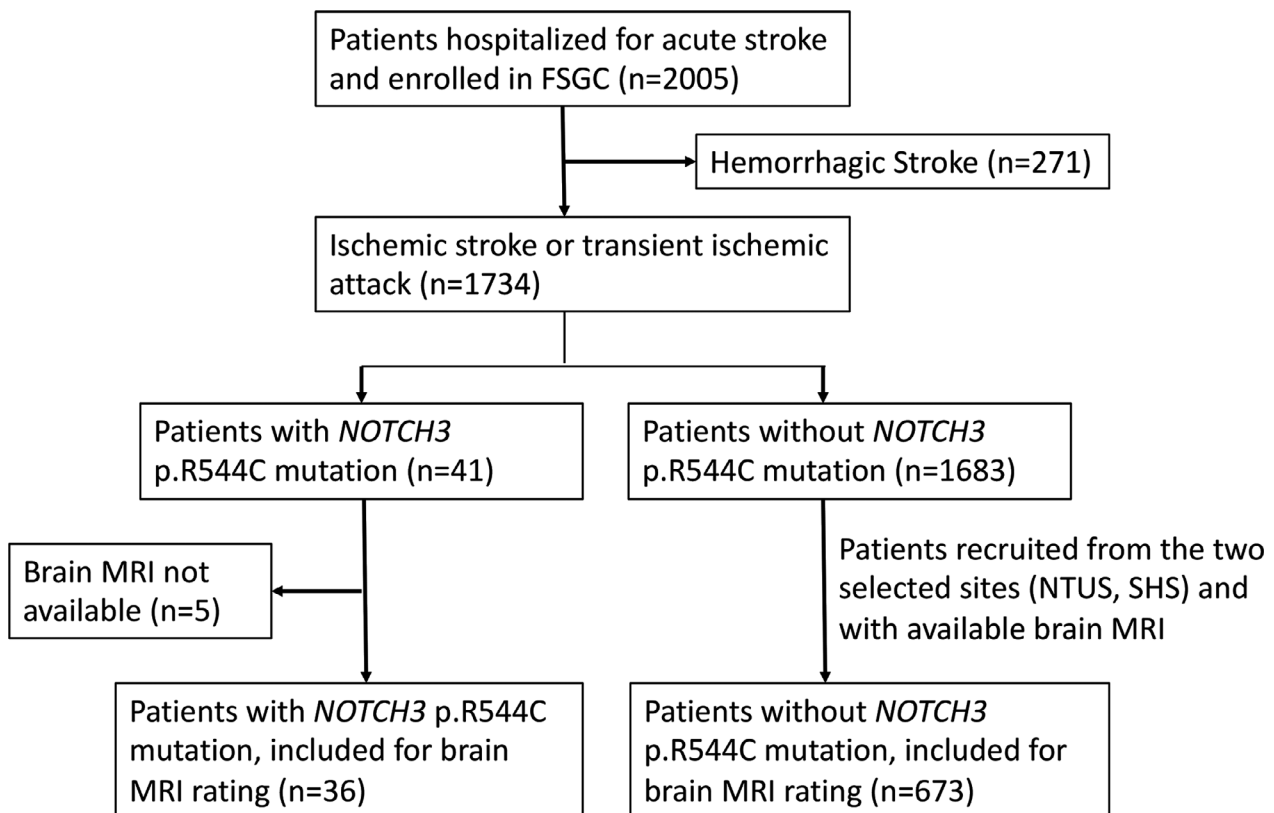 Patients hospitalized for acute stroke
and enrolled in FSGC (n=2005)
Hemorrhagic Stroke (n=271)
Ischemic stroke or transient ischemic
attack (n=1734)
Patients with NOTCH3
p.R544C mutation (n=41)
Patients without NOTCH3
p.R544C mutation (n=1683)
Brain MRI not
available (n=5)
Patients recruited from the two
selected sites (NTUS, SHS) and
with available brain MRI
Patients with NOTCH3 p.R544C
mutation, included for brain
MRI rating (n=36)
Patients without NOTCH3
p.R544C mutation, included for
brain MRI rating (n=673)